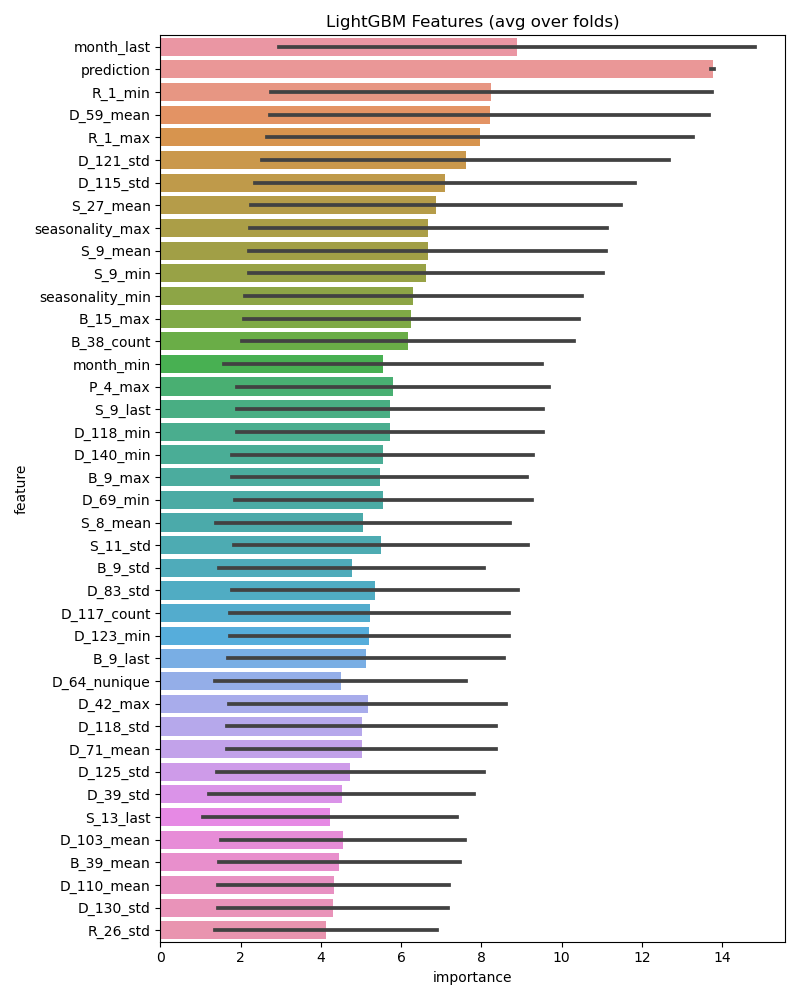 LightGBM Features (avg over folds)
month_last
prediction
R_1_min
D_59_mean
R_1_max
D_121_std
D_115_std
S_27_mean
seasonality_max
S_9_mean
S_9_min
seasonality_min
B_15_max
B_38_count
month_min
P_4_max
S_9_last
D_118_min
D_140_min
B_9_max
D_69_min
S_8_mean
S_11_std
B_9_std
D_83_std
D_117_count
D_123_min
B_9_last
D_64_nunique
D_42_max
D_118_std
D_71_mean
D_125_std
D_39_std
S_13_last
D_103_mean
B_39_mean
D_110_mean
D_130_std
R_26_std
feature
0 2 4 6 8 10 12 14
importance